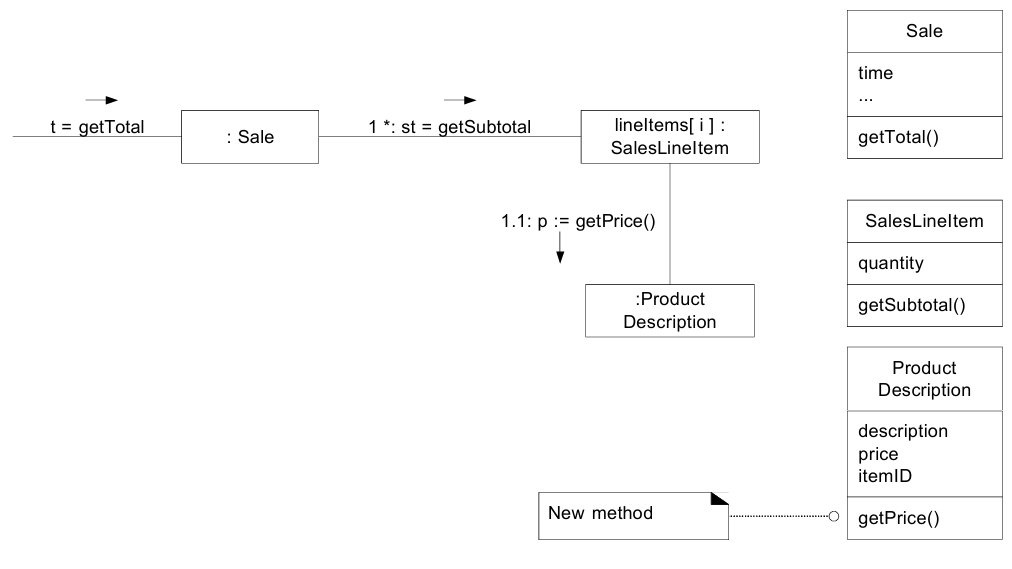 Sale
time
...
getTotal()
t = getTotal
: Sale
1 *: st = getSubtotal
lineItems[ i ] :
SalesLineItem
1.1: p := getPrice()
:Product
Description
SalesLineItem
quantity
getSubtotal()
Product
Description
description
price
itemID
getPrice()
New method